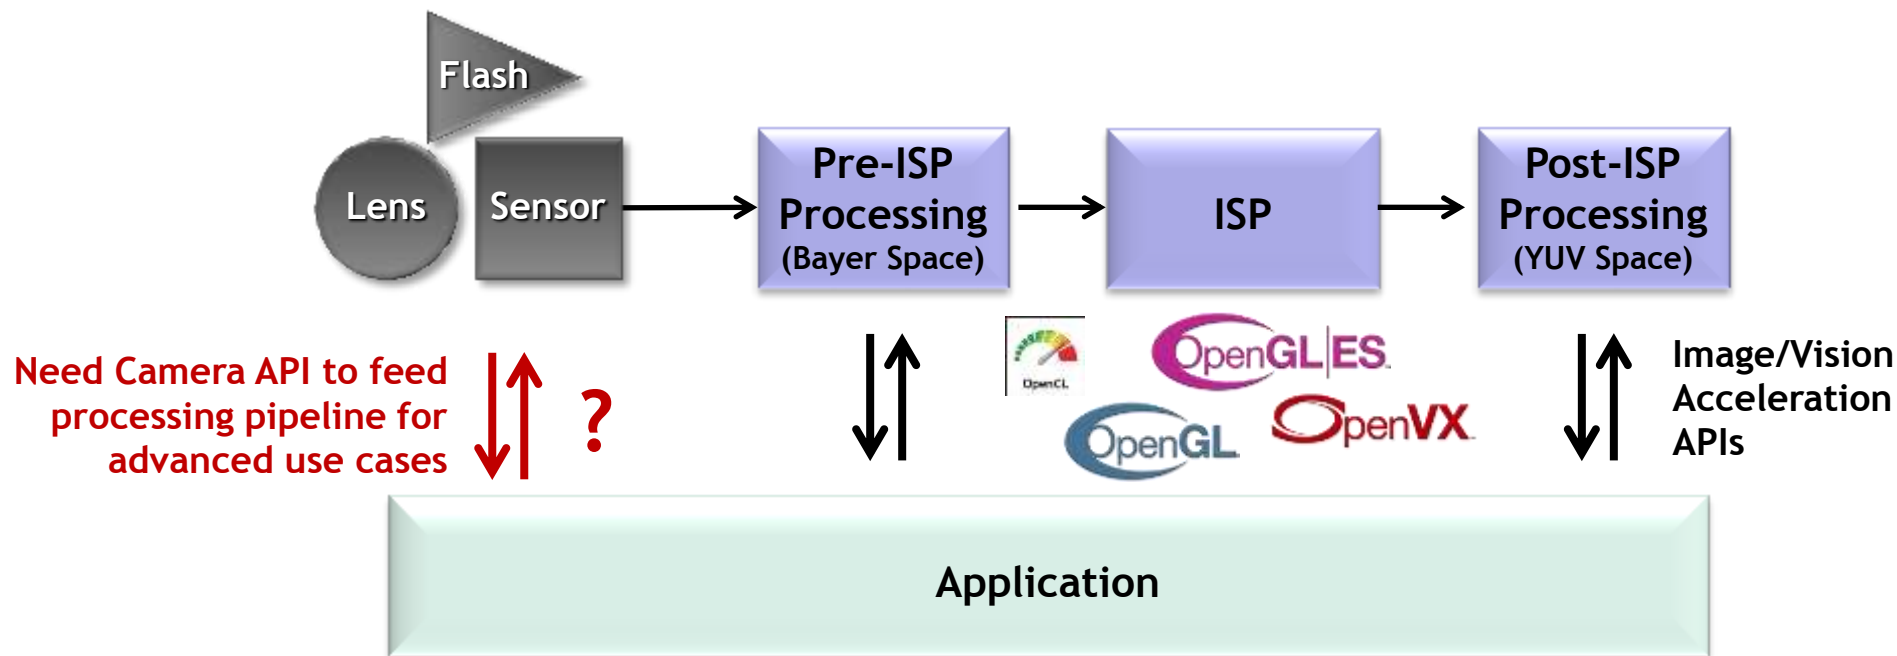 Flash
Lens
Sensor
Pre-ISP
Processing
(Bayer Space)
ISP
Post-ISP
Processing
(YUV Space)
Need Camera API to feed
processing pipeline for
advanced use cases
?
OpenCL
OpenGL|ES.
OpenGL.
OpenVX.
Image/Vision
Acceleration
APIs
Application